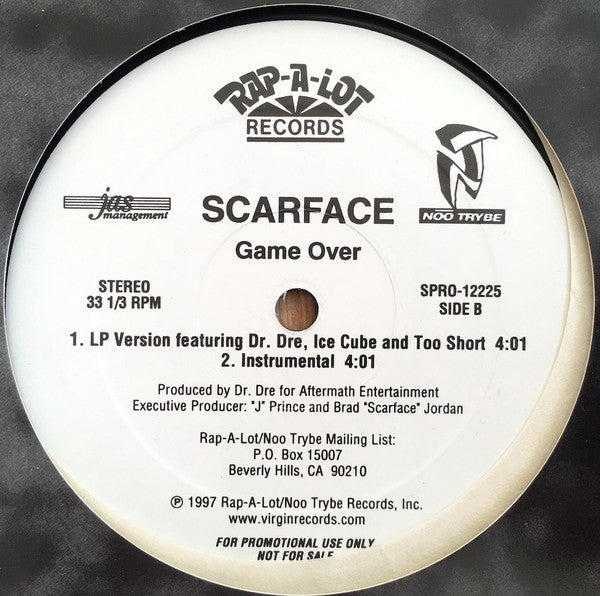 RAP-A-LOT
RECORDS
jas
management
NOO TRYBE
SCARFACE
Game Over
STEREO
33 1/3 RPM
SPRO-12225
SIDE B
1. LP Version featuring Dr. Dre, Ice Cube and Too Short 4:01
2. Instrumental 4:01
Produced by Dr. Dre for Aftermath Entertainment
Executive Producer: "J" Prince and Brad "Scarface" Jordan
Rap-A-Lot/Noo Trybe Mailing List:
P.O. Box 15007
Beverly Hills, CA 90210
℗ 1997 Rap-A-Lot/Noo Trybe Records, Inc.
www.virginrecords.com
FOR PROMOTIONAL USE ONLY
NOT FOR SALE